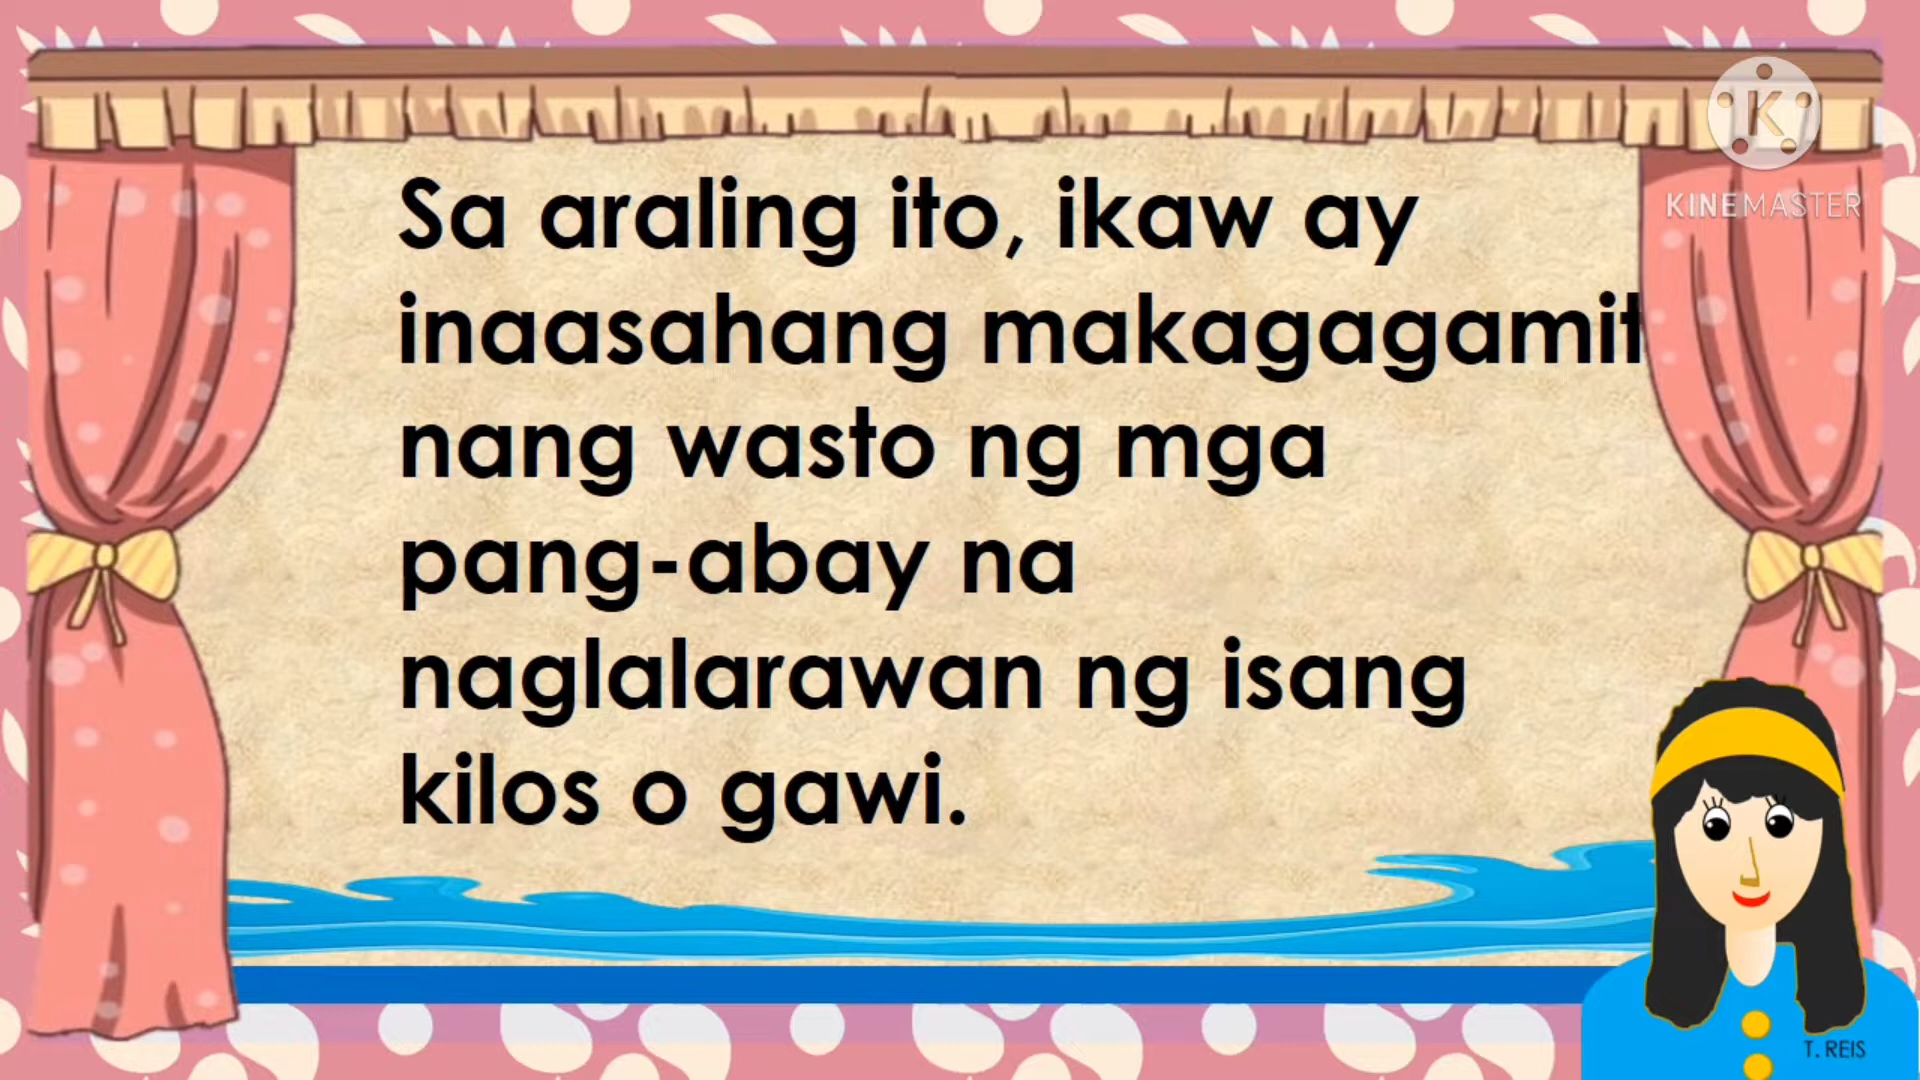 Sa araling ito, ikaw ay
inaasahang makagagamit
nang wasto ng mga
pang-abay na
naglalarawan ng isang
kilos o gawi.
K
KINEMASTER
T. REIS